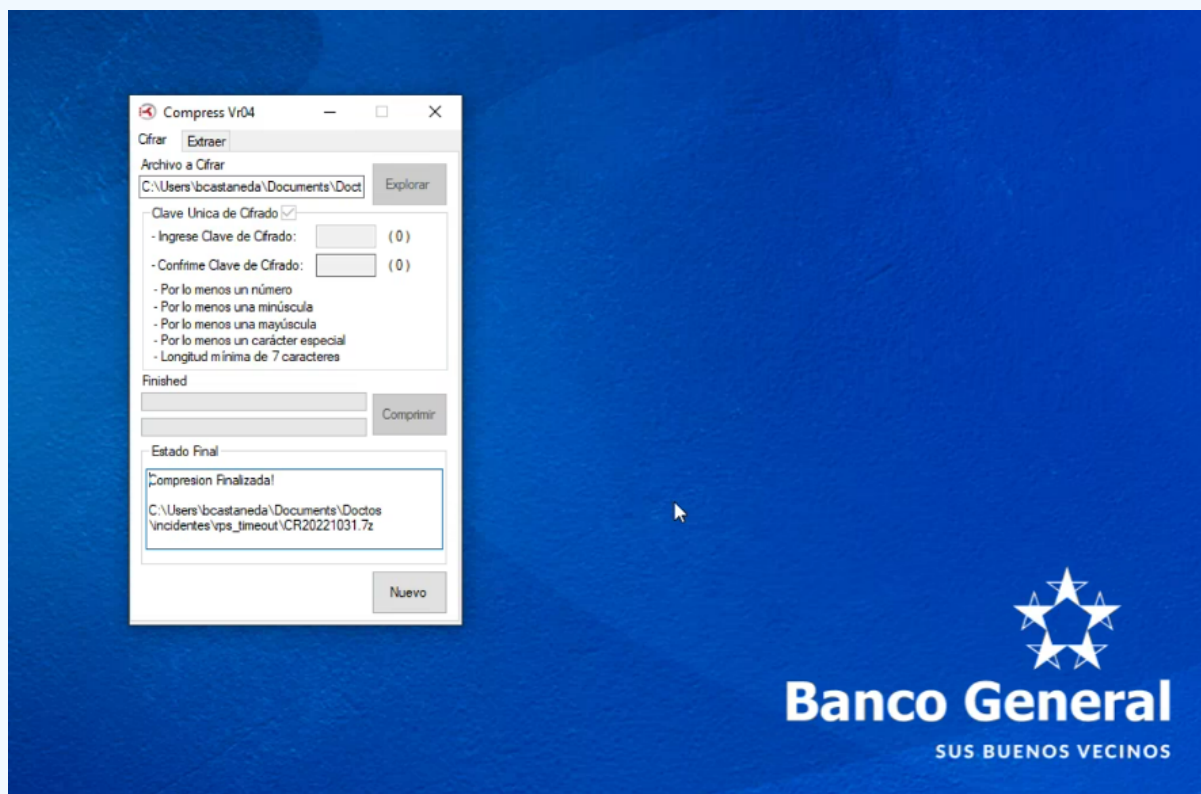 Compress Vr04
Cifrar Extraer
Archivo a Cifrar
C:\Users\bcastaneda\Documents\Doct Explorar
Clave Unica de Cifrado
- Ingrese Clave de Cifrado: ( 0 )
- Confrime Clave de Cifrado: ( 0 )
- Por lo menos un número
- Por lo menos una minúscula
- Por lo menos una mayúscula
- Por lo menos un carácter especial
- Longitud mínima de 7 caracteres
Finished
Comprimir
Estado Final
Compresion Finalizada!
C:\Users\bcastaneda\Documents\Doctos
\incidentes\rps_timeout\CR20221031.7z
Nuevo
Banco General
SUS BUENOS VECINOS